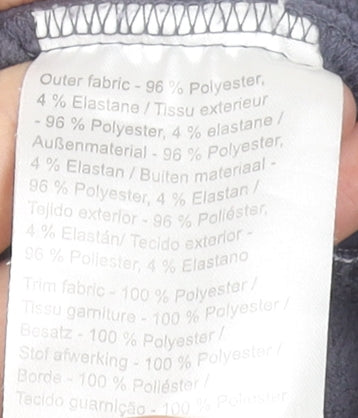 Outer fabric - 96 % Polyester,
4 % Elastane / Tissu exterieur
- 96 % Polyester, 4 % elastane /
Außenmaterial - 96 % Polyester,
4 % Elastan / Buiten materiaal -
96 % Polyester, 4 % Elastan /
Tejido exterior - 96 % Poliéster,
4 % Elastán/ Tecido exterior -
96 % Poliéster, 4 % Elastano
Trim fabric - 100 % Polyester /
Tissu garniture - 100 % Polyester /
Besatz - 100 % Polyester /
Stof afwerking - 100 % Polyester /
Borde - 100 % Poliéster /
Tecido guarnição - 100 % Poliéster